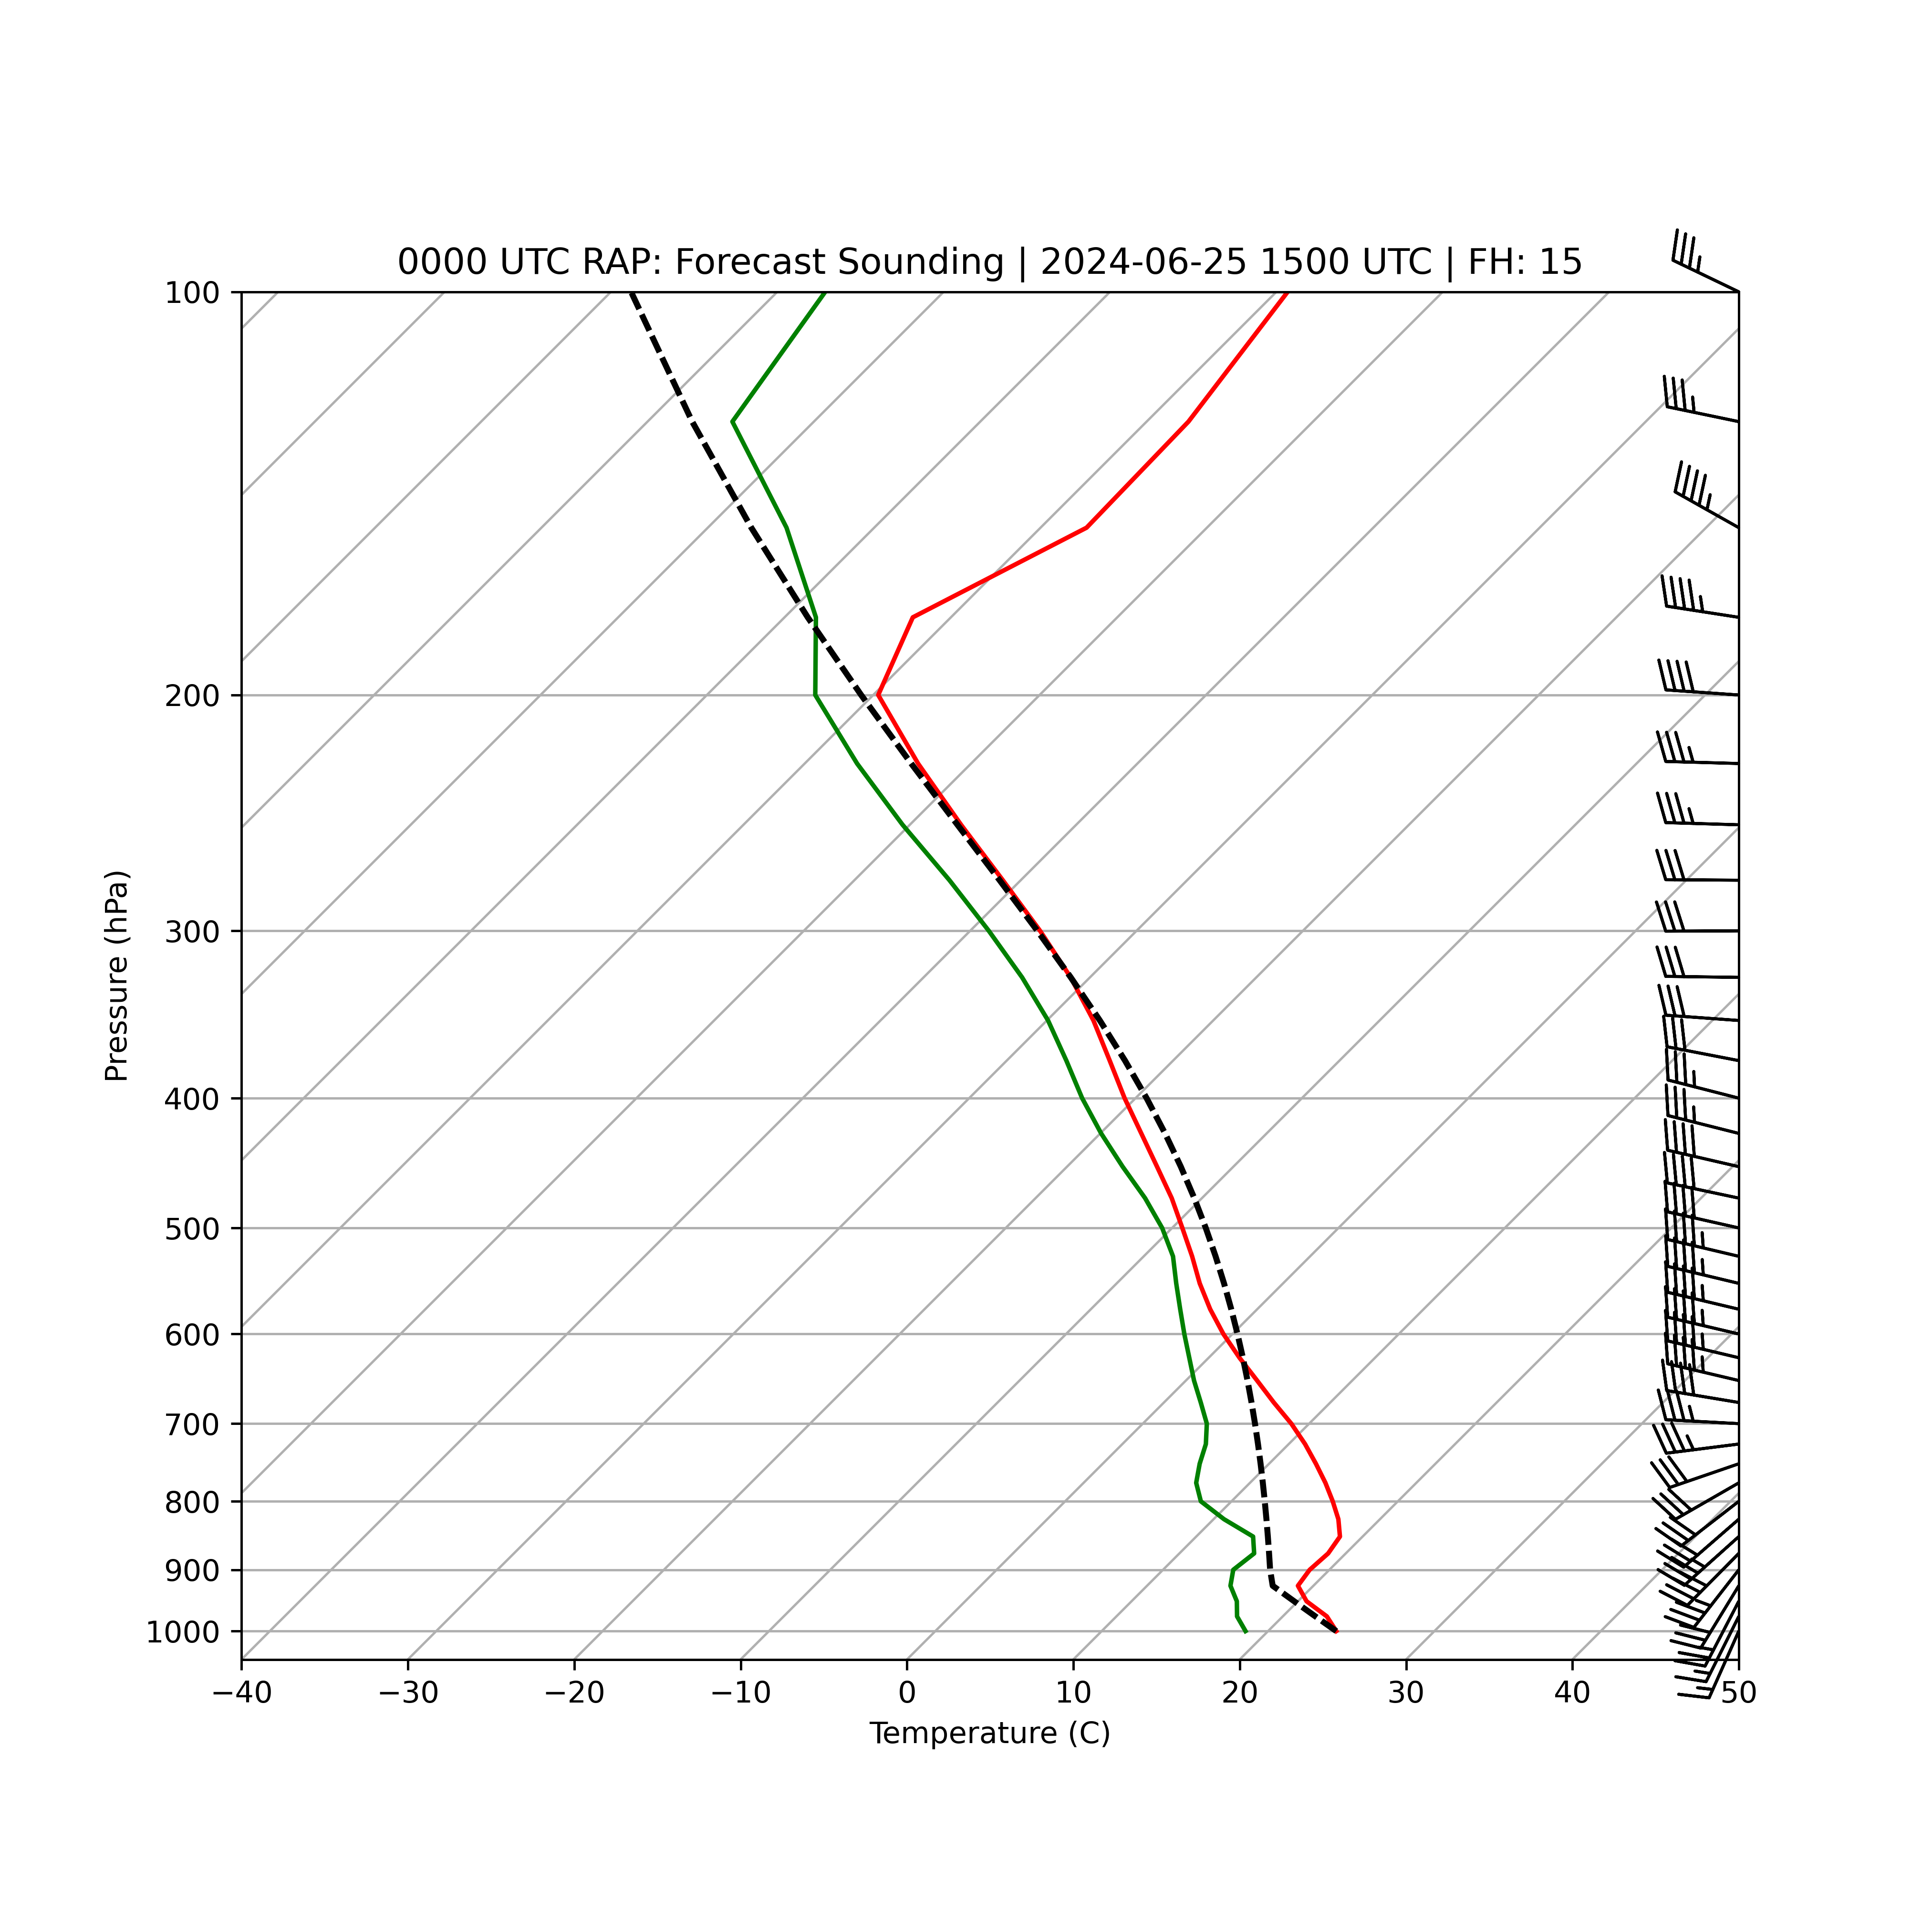 0000 UTC RAP: Forecast Sounding | 2024-06-25 1500 UTC | FH: 15
100
200
300
400
500
600
700
800
900
1000
Pressure (hPa)
−40 −30 −20 −10 0 10 20 30 40 50
Temperature (C)